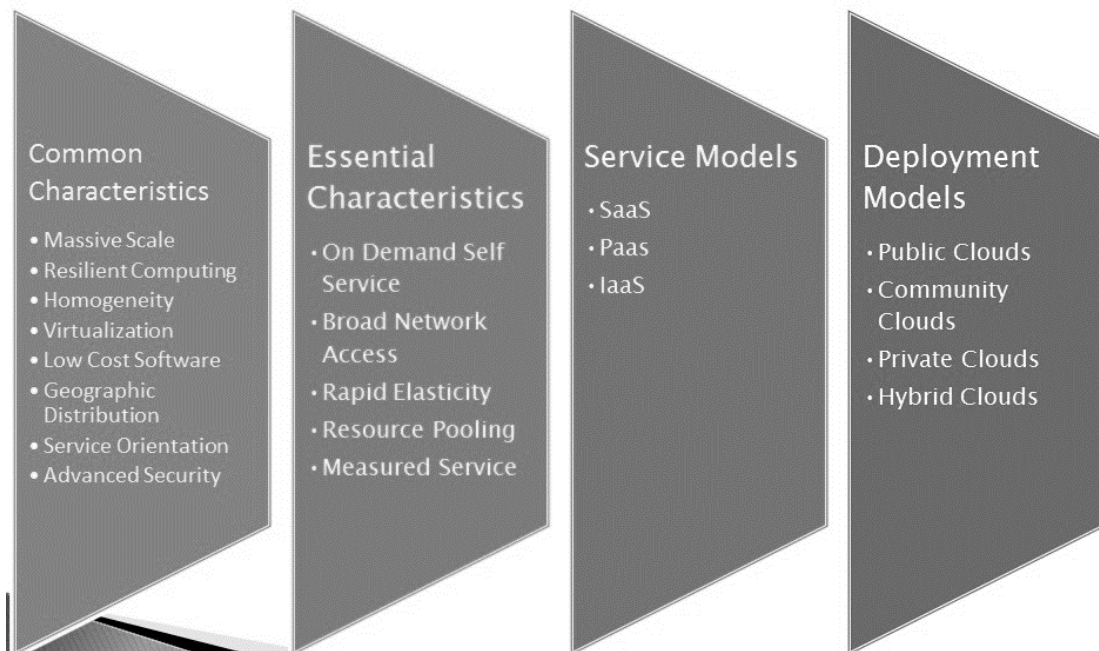 Common
Characteristics
• Massive Scale
• Resilient Computing
• Homogeneity
• Virtualization
• Low Cost Software
• Geographic
Distribution
• Service Orientation
• Advanced Security
Essential
Characteristics
• On Demand Self
Service
• Broad Network
Access
• Rapid Elasticity
• Resource Pooling
• Measured Service
Service Models
• SaaS
• Paas
• IaaS
Deployment
Models
• Public Clouds
• Community
Clouds
• Private Clouds
• Hybrid Clouds